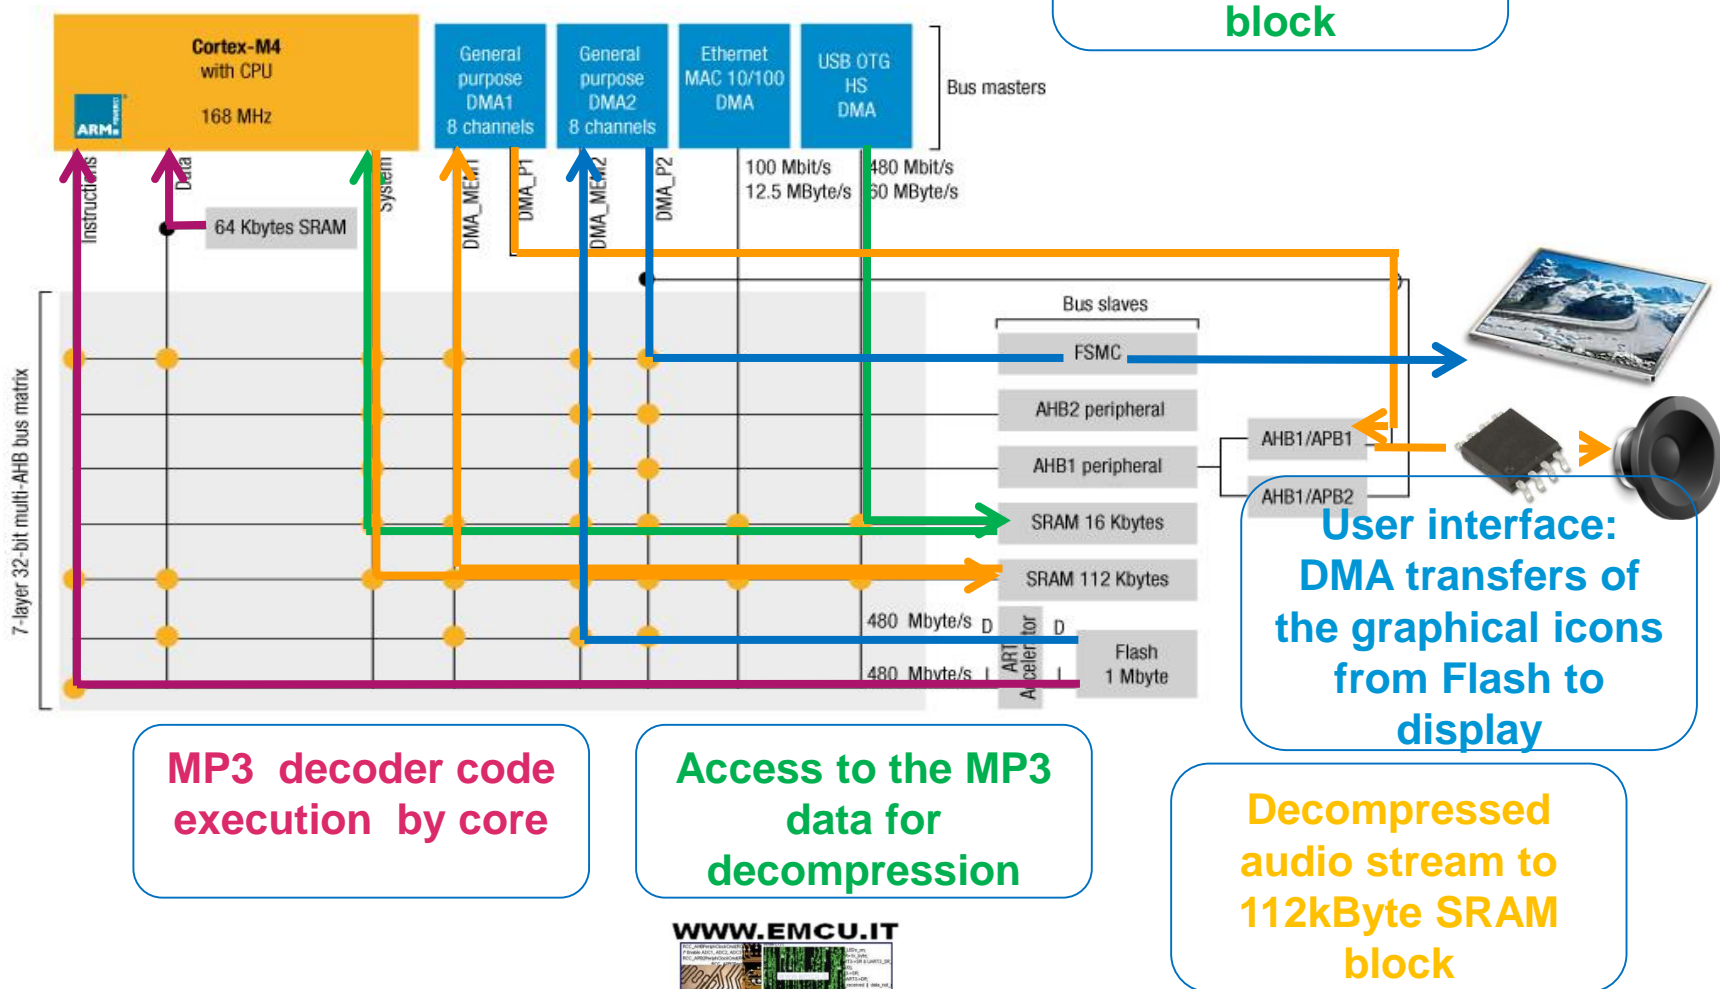 block
Cortex-M4
with CPU
168 MHz
ARM
POWERED
General
purpose
DMA1
8 channels
General
purpose
DMA2
8 channels
Ethernet
MAC 10/100
DMA
USB OTG
HS
DMA
Bus masters
Instructions
Data
System
DMA_MEM1
DMA_P1
DMA_MEM2
DMA_P2
100 Mbit/s
12.5 MByte/s
480 Mbit/s
60 MByte/s
64 Kbytes SRAM
7-layer 32-bit multi-AHB bus matrix
Bus slaves
FSMC
AHB2 peripheral
AHB1 peripheral
SRAM 16 Kbytes
SRAM 112 Kbytes
AHB1/APB1
AHB1/APB2
480 Mbyte/s
D
D
480 Mbyte/s
I
I
ART
Accelerator
Flash
1 Mbyte
User interface:
DMA transfers of
the graphical icons
from Flash to
display
MP3 decoder code
execution by core
Access to the MP3
data for
decompression
Decompressed
audio stream to
112kByte SRAM
block
WWW.EMCU.IT